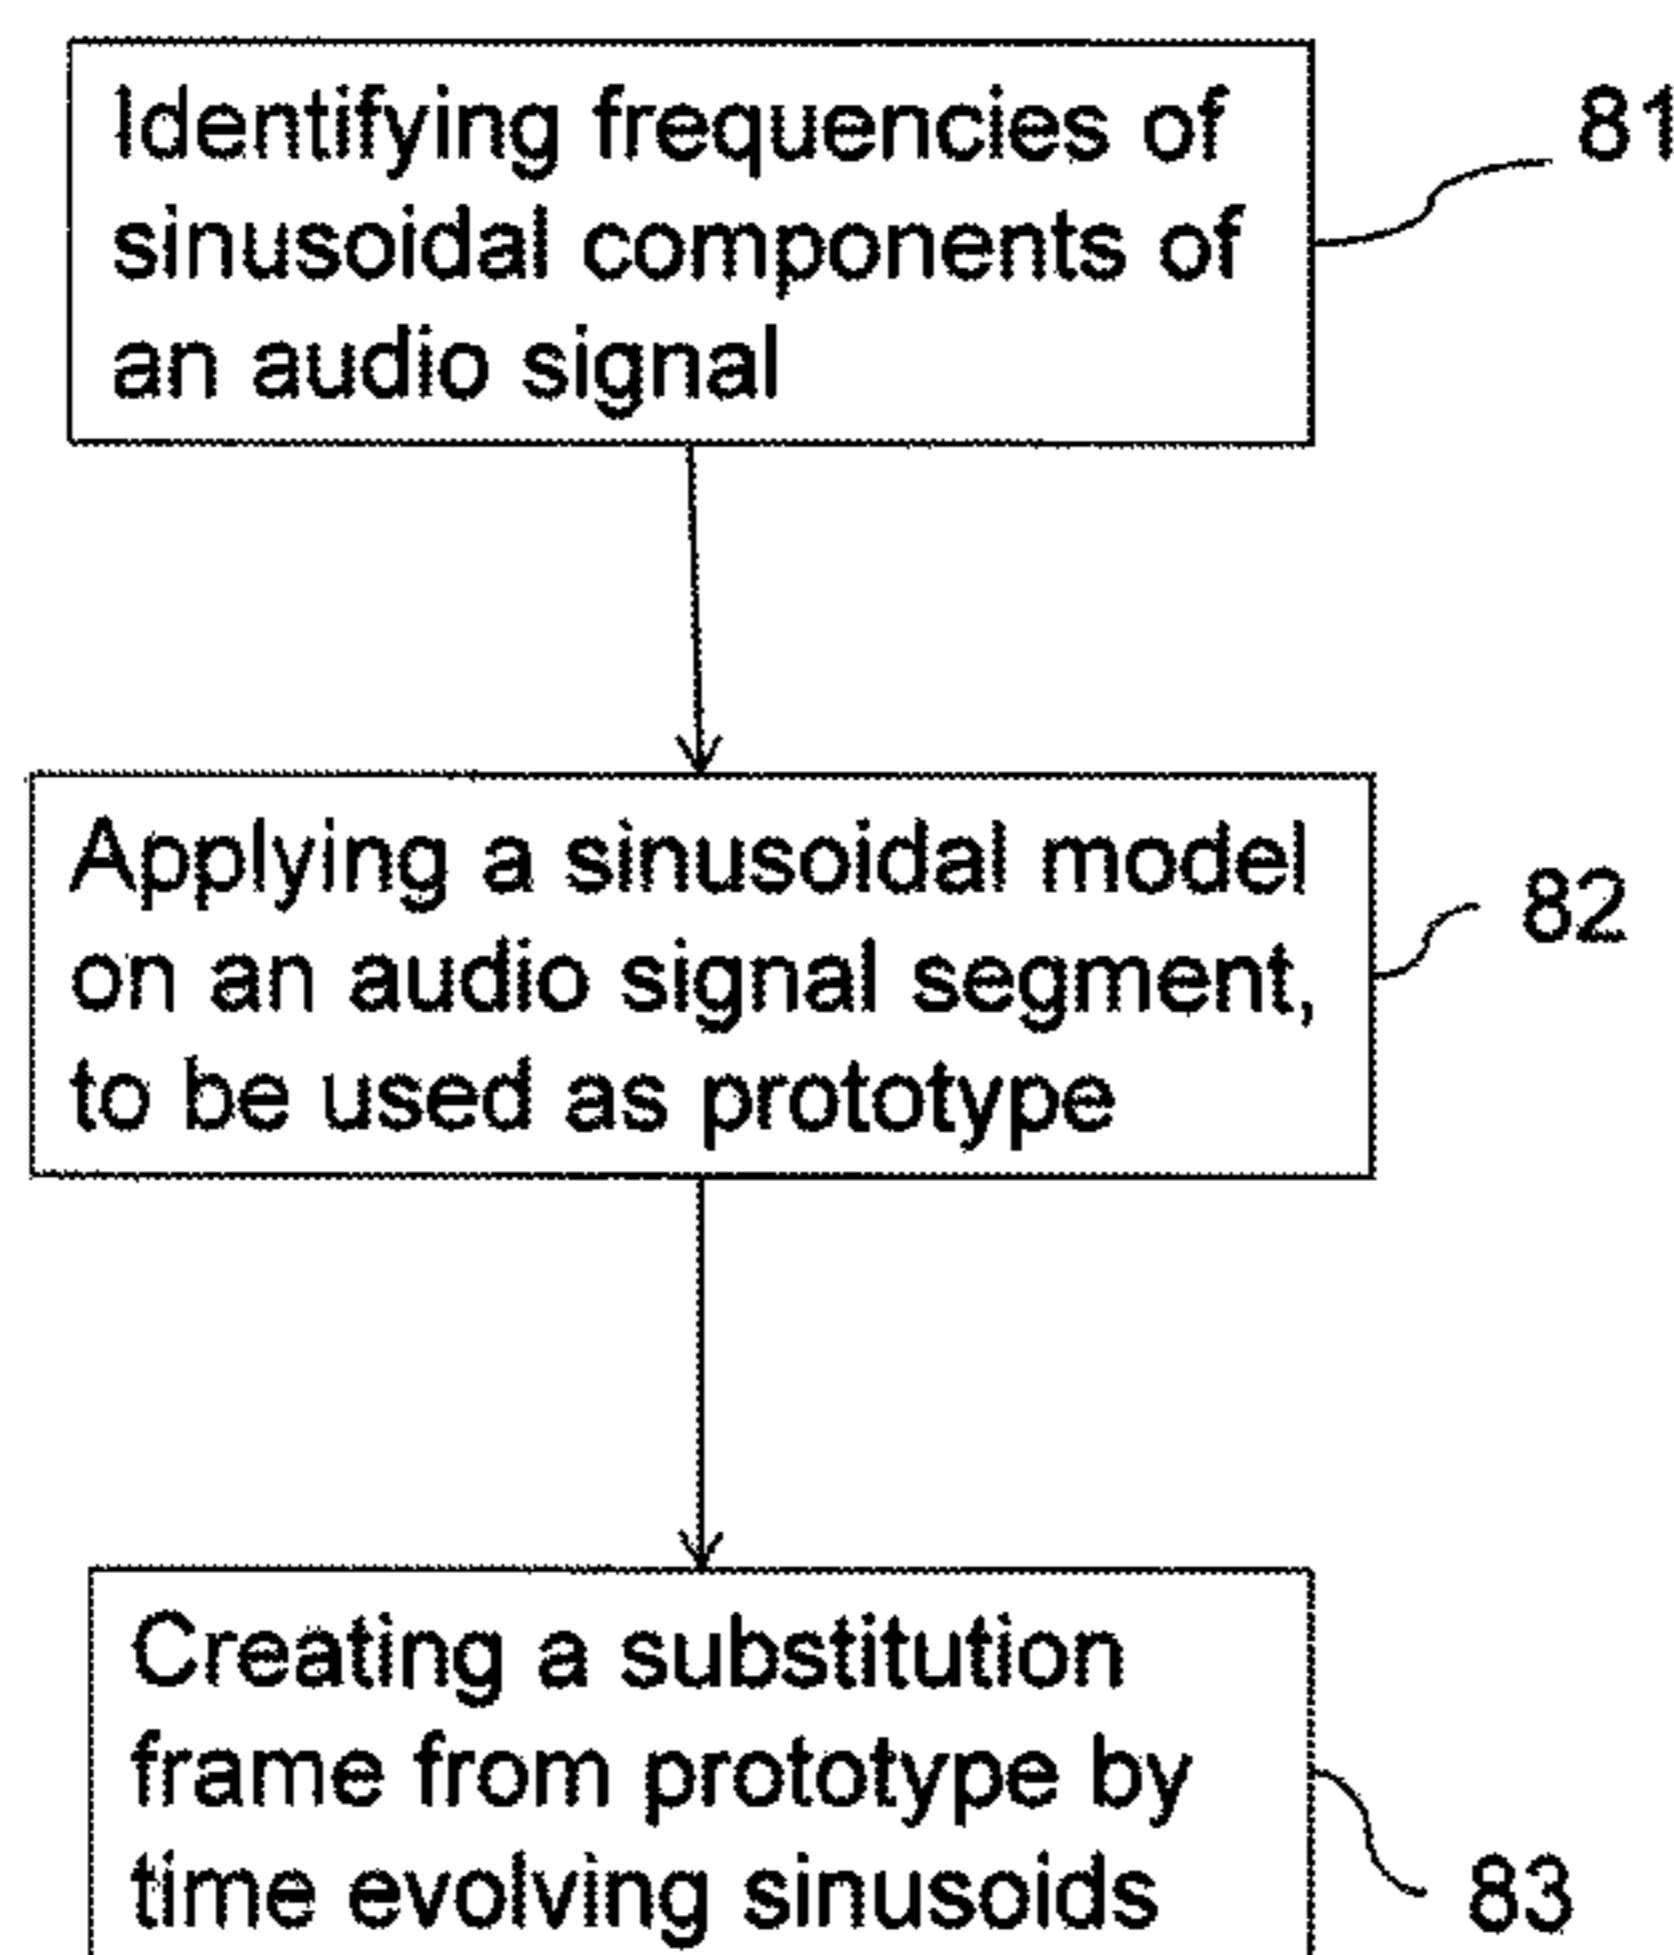 Identifying frequencies of
sinusoidal components of
an audio signal
81
Applying a sinusoidal model
on an audio signal segment,
to be used as prototype
82
Creating a substitution
frame from prototype by
time evolving sinusoids
83